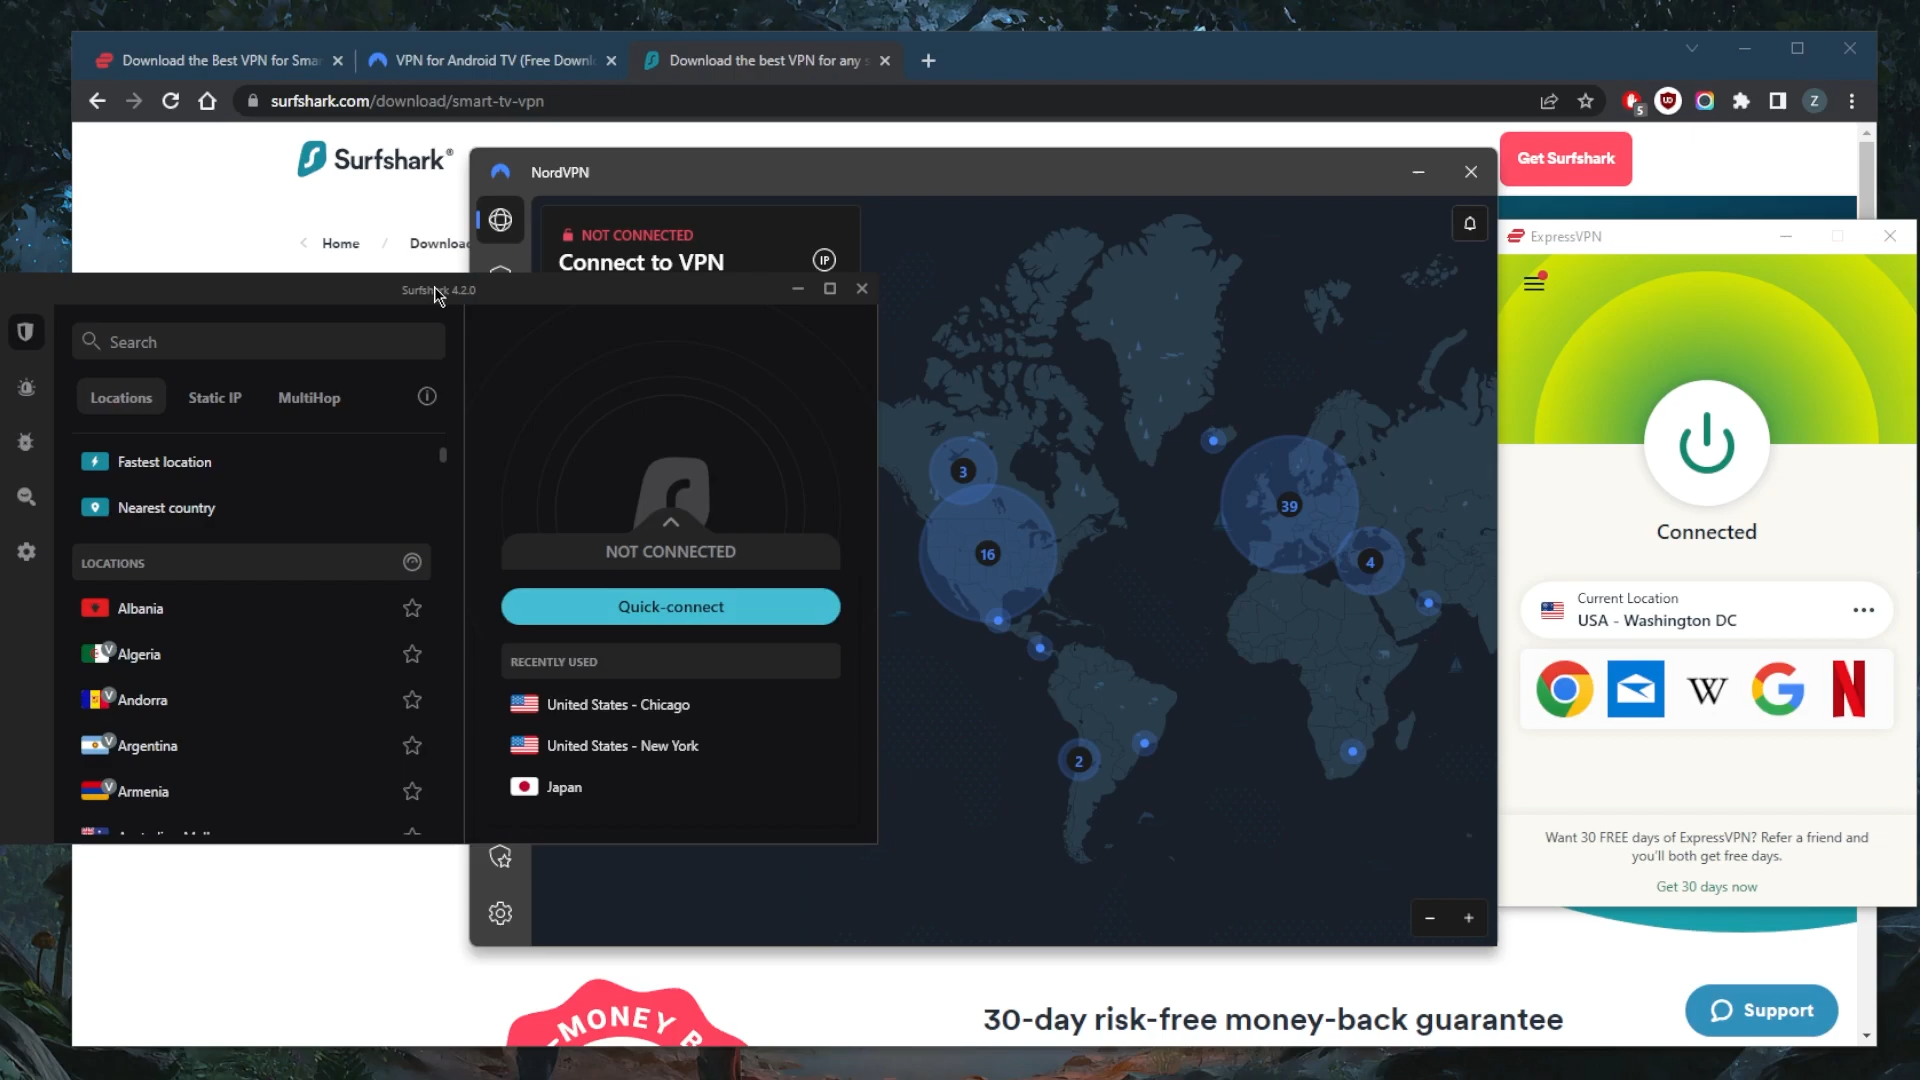 Download the Best VPN for Sma
VPN for Android TV (Free Downl
Download the best VPN for any s
surfshark.com/download/smart-tv-vpn
5
Z
Surfshark®
Get Surfshark
Home / Downloa
NordVPN
NOT CONNECTED
Connect to VPN
IP
3
16
39
4
2
Surfshark 4.2.0
Search
Locations
Static IP
MultiHop
Fastest location
Nearest country
LOCATIONS
Albania
V
Algeria
V
Andorra
V
Argentina
V
Armenia
NOT CONNECTED
Quick-connect
RECENTLY USED
United States - Chicago
United States - New York
Japan
ExpressVPN
Connected
Current Location
USA - Washington DC
W
G
N
Want 30 FREE days of ExpressVPN? Refer a friend and
you'll both get free days.
Get 30 days now
MONEY B
30-day risk-free money-back guarantee
Support